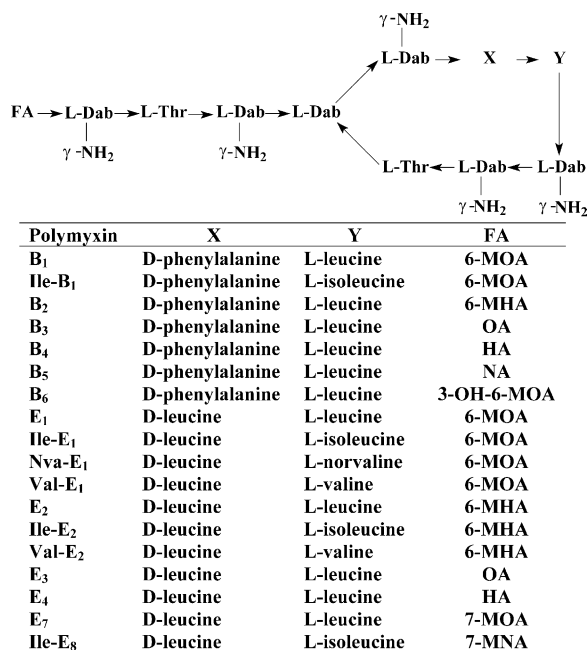 γ-NH₂
L-Dab → X → Y
FA → L-Dab → L-Thr → L-Dab → L-Dab
γ-NH₂ γ-NH₂
L-Thr ← L-Dab ← L-Dab
γ-NH₂ γ-NH₂
Polymyxin X Y FA
B₁ D-phenylalanine L-leucine 6-MOA
Ile-B₁ D-phenylalanine L-isoleucine 6-MOA
B₂ D-phenylalanine L-leucine 6-MHA
B₃ D-phenylalanine L-leucine OA
B₄ D-phenylalanine L-leucine HA
B₅ D-phenylalanine L-leucine NA
B₆ D-phenylalanine L-leucine 3-OH-6-MOA
E₁ D-leucine L-leucine 6-MOA
Ile-E₁ D-leucine L-isoleucine 6-MOA
Nva-E₁ D-leucine L-norvaline 6-MOA
Val-E₁ D-leucine L-valine 6-MOA
E₂ D-leucine L-leucine 6-MHA
Ile-E₂ D-leucine L-isoleucine 6-MHA
Val-E₂ D-leucine L-valine 6-MHA
E₃ D-leucine L-leucine OA
E₄ D-leucine L-leucine HA
E₇ D-leucine L-leucine 7-MOA
Ile-E₈ D-leucine L-isoleucine 7-MNA